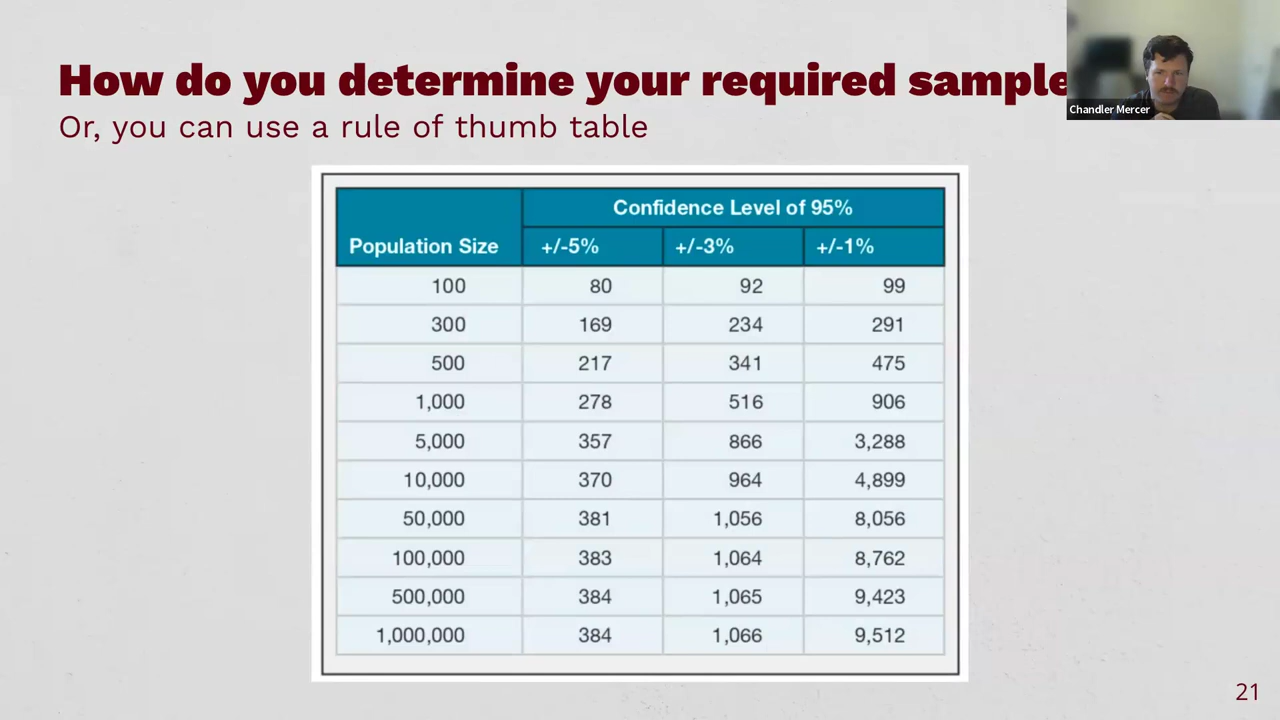 How do you determine your required sample
Chandler Mercer
Or, you can use a rule of thumb table
Confidence Level of 95%
Population Size +/-5% +/-3% +/-1%
100 80 92 99
300 169 234 291
500 217 341 475
1,000 278 516 906
5,000 357 866 3,288
10,000 370 964 4,899
50,000 381 1,056 8,056
100,000 383 1,064 8,762
500,000 384 1,065 9,423
1,000,000 384 1,066 9,512
21